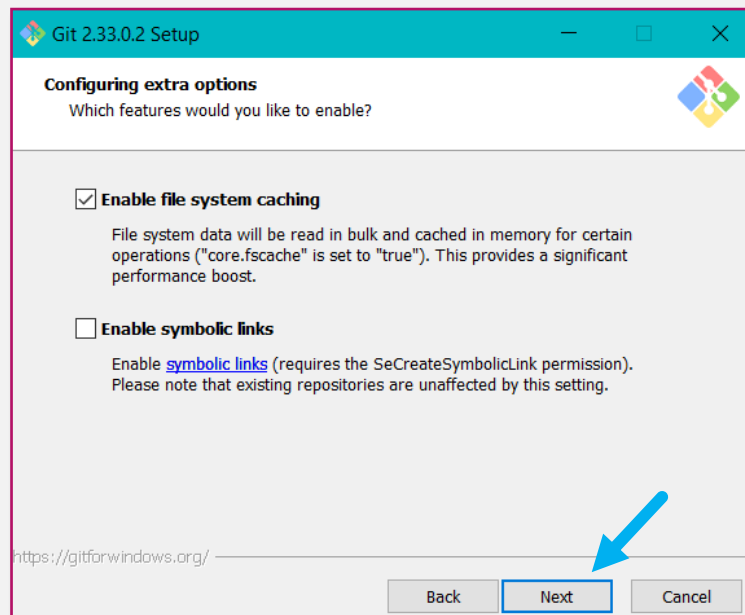 Git 2.33.0.2 Setup
Configuring extra options
Which features would you like to enable?
Enable file system caching
File system data will be read in bulk and cached in memory for certain
operations ("core.fscache" is set to "true"). This provides a significant
performance boost.
Enable symbolic links
Enable symbolic links (requires the SeCreateSymbolicLink permission).
Please note that existing repositories are unaffected by this setting.
https://gitforwindows.org/
Back Next Cancel